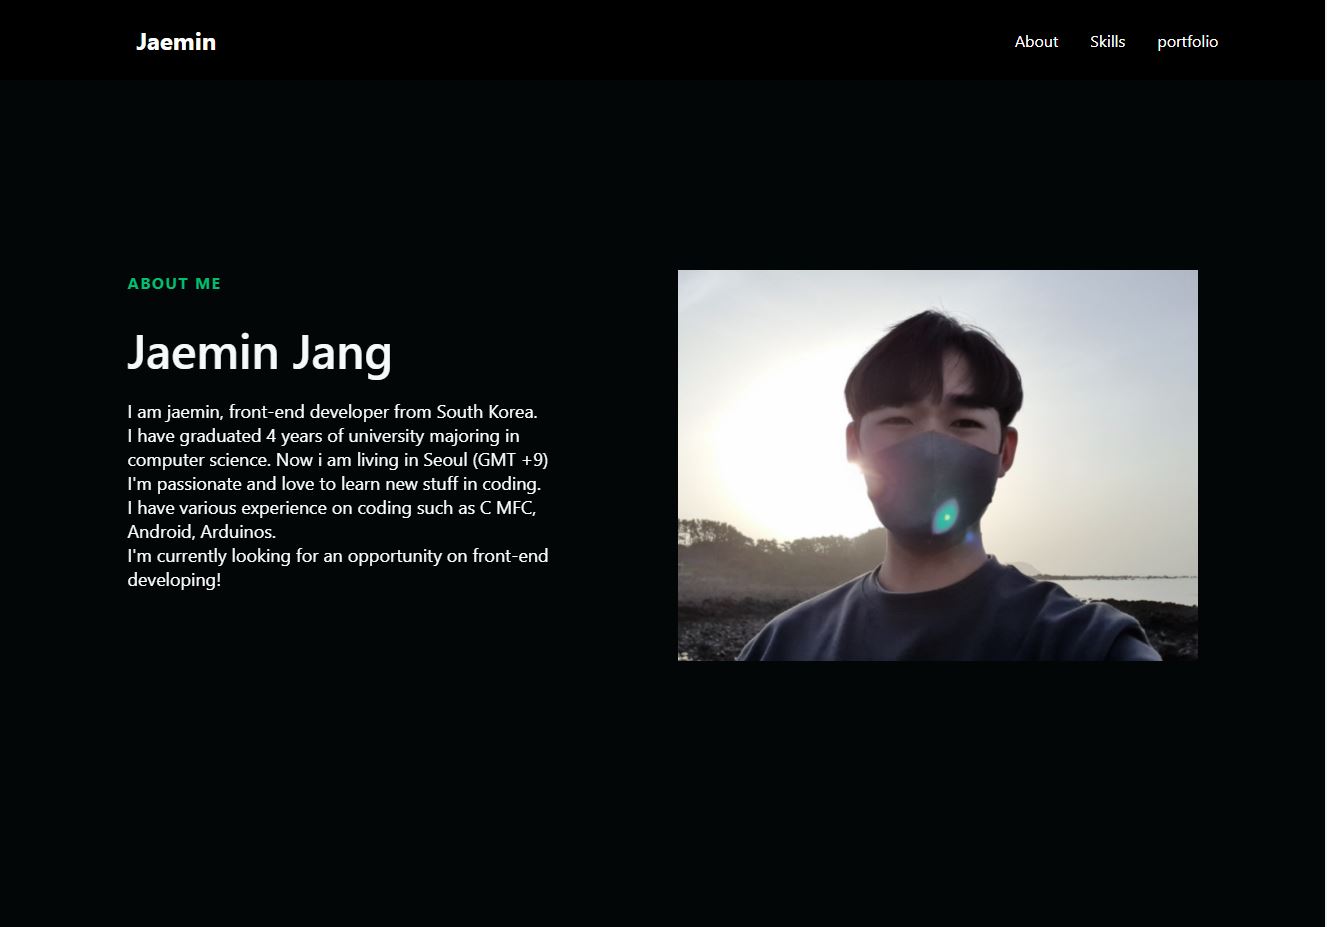 Jaemin
About Skills portfolio
ABOUT ME
Jaemin Jang
I am jaemin, front-end developer from South Korea.
I have graduated 4 years of university majoring in
computer science. Now i am living in Seoul (GMT +9)
I'm passionate and love to learn new stuff in coding.
I have various experience on coding such as C MFC,
Android, Arduinos.
I'm currently looking for an opportunity on front-end
developing!